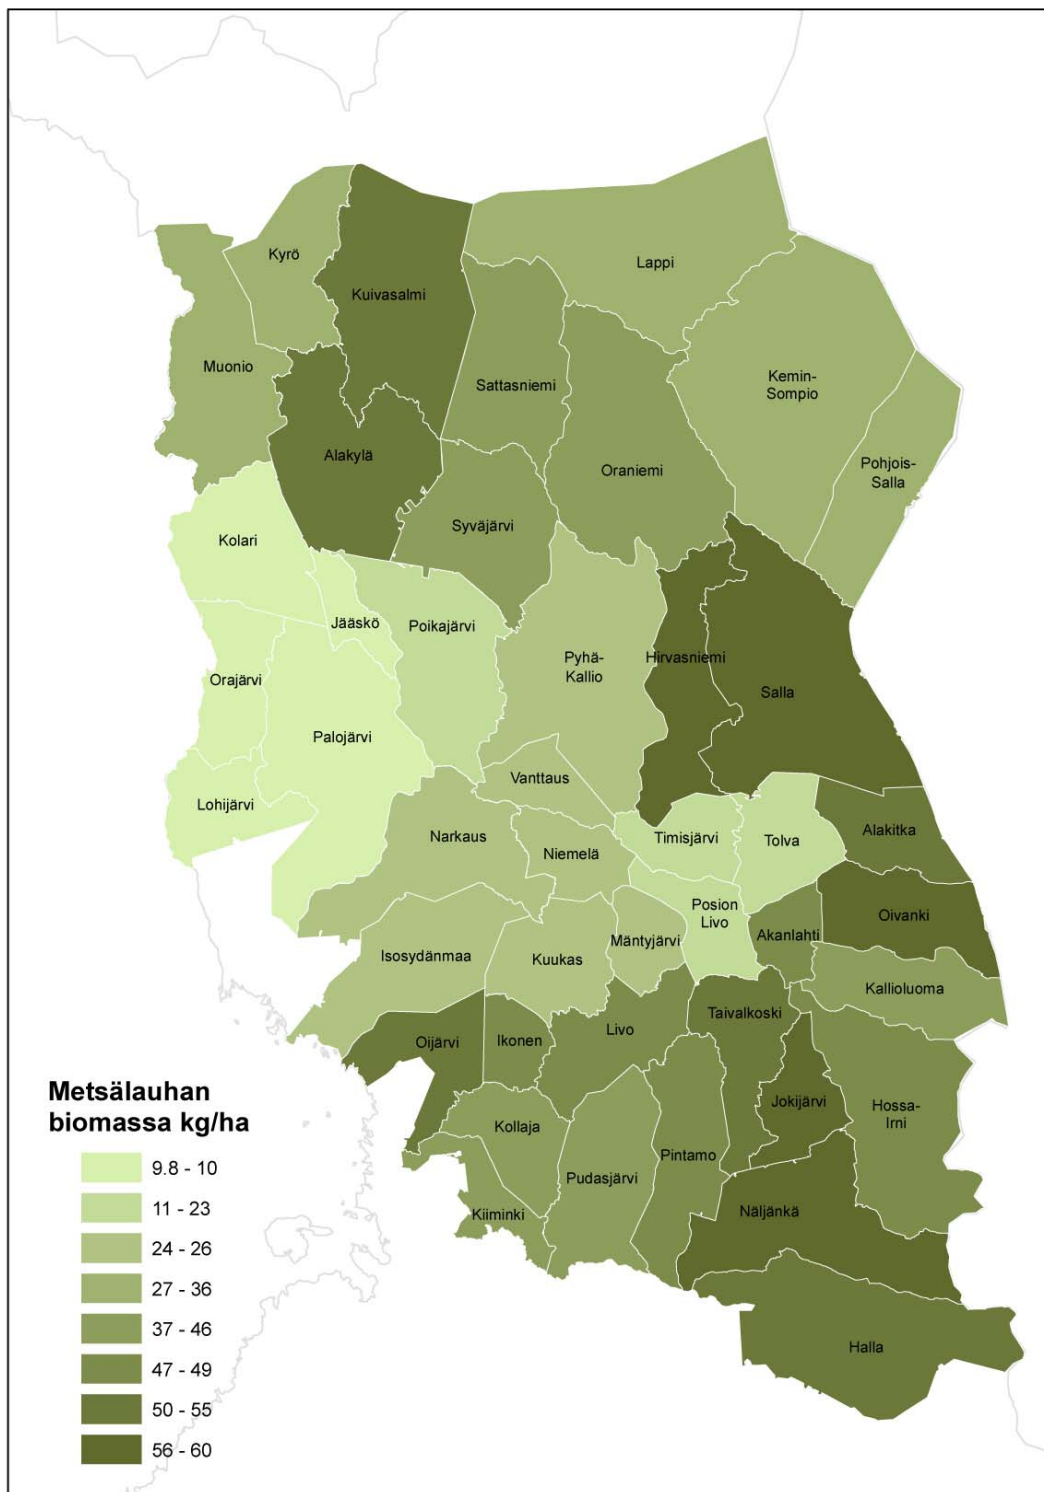 Kyrö
Lappi
Kuivasalmi
Muonio
Sattasniemi
Kemin-
Sompio
Alakylä
Oraniemi
Pohjois-
Salla
Syväjärvi
Kolari
Jääskö
Poikajärvi
Pyhä-
Kallio
Hirvasniemi
Orajärvi
Salla
Palojärvi
Vanttaus
Lohijärvi
Narkaus
Niemelä
Timisjärvi
Tolva
Alakitka
Posion
Livo
Oivanki
Isosydänmaa
Kuukas
Mäntyjärvi
Akanlahti
Kallioluoma
Oijärvi
Ikonen
Livo
Taivalkoski
Jokijärvi
Hossa-
Irni
Kollaja
Pudasjärvi
Pintamo
Kiiminki
Näljänkä
Halla
Metsälauhan
biomassa kg/ha
9.8 - 10
11 - 23
24 - 26
27 - 36
37 - 46
47 - 49
50 - 55
56 - 60